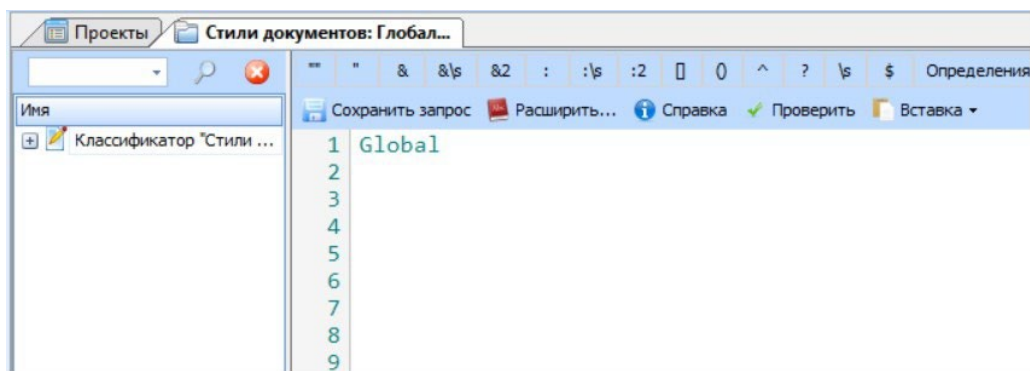 Проекты Стили документов: Глобал...
"" " & &\s &2 : :\s :2 [] () ^ ? \s $ Определения
Имя Сохранить запрос Расширить... Справка Проверить Вставка
Классификатор "Стили ...
1 Global
2
3
4
5
6
7
8
9